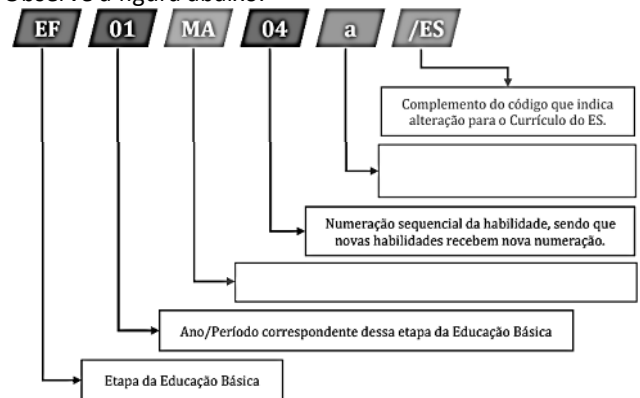 Observe a figura abaixo:
EF 01 MA 04 a /ES
Complemento do código que indica
alteração para o Currículo do ES.
Numeração sequencial da habilidade, sendo que
novas habilidades recebem nova numeração.
Ano/Período correspondente dessa etapa da Educação Básica
Etapa da Educação Básica